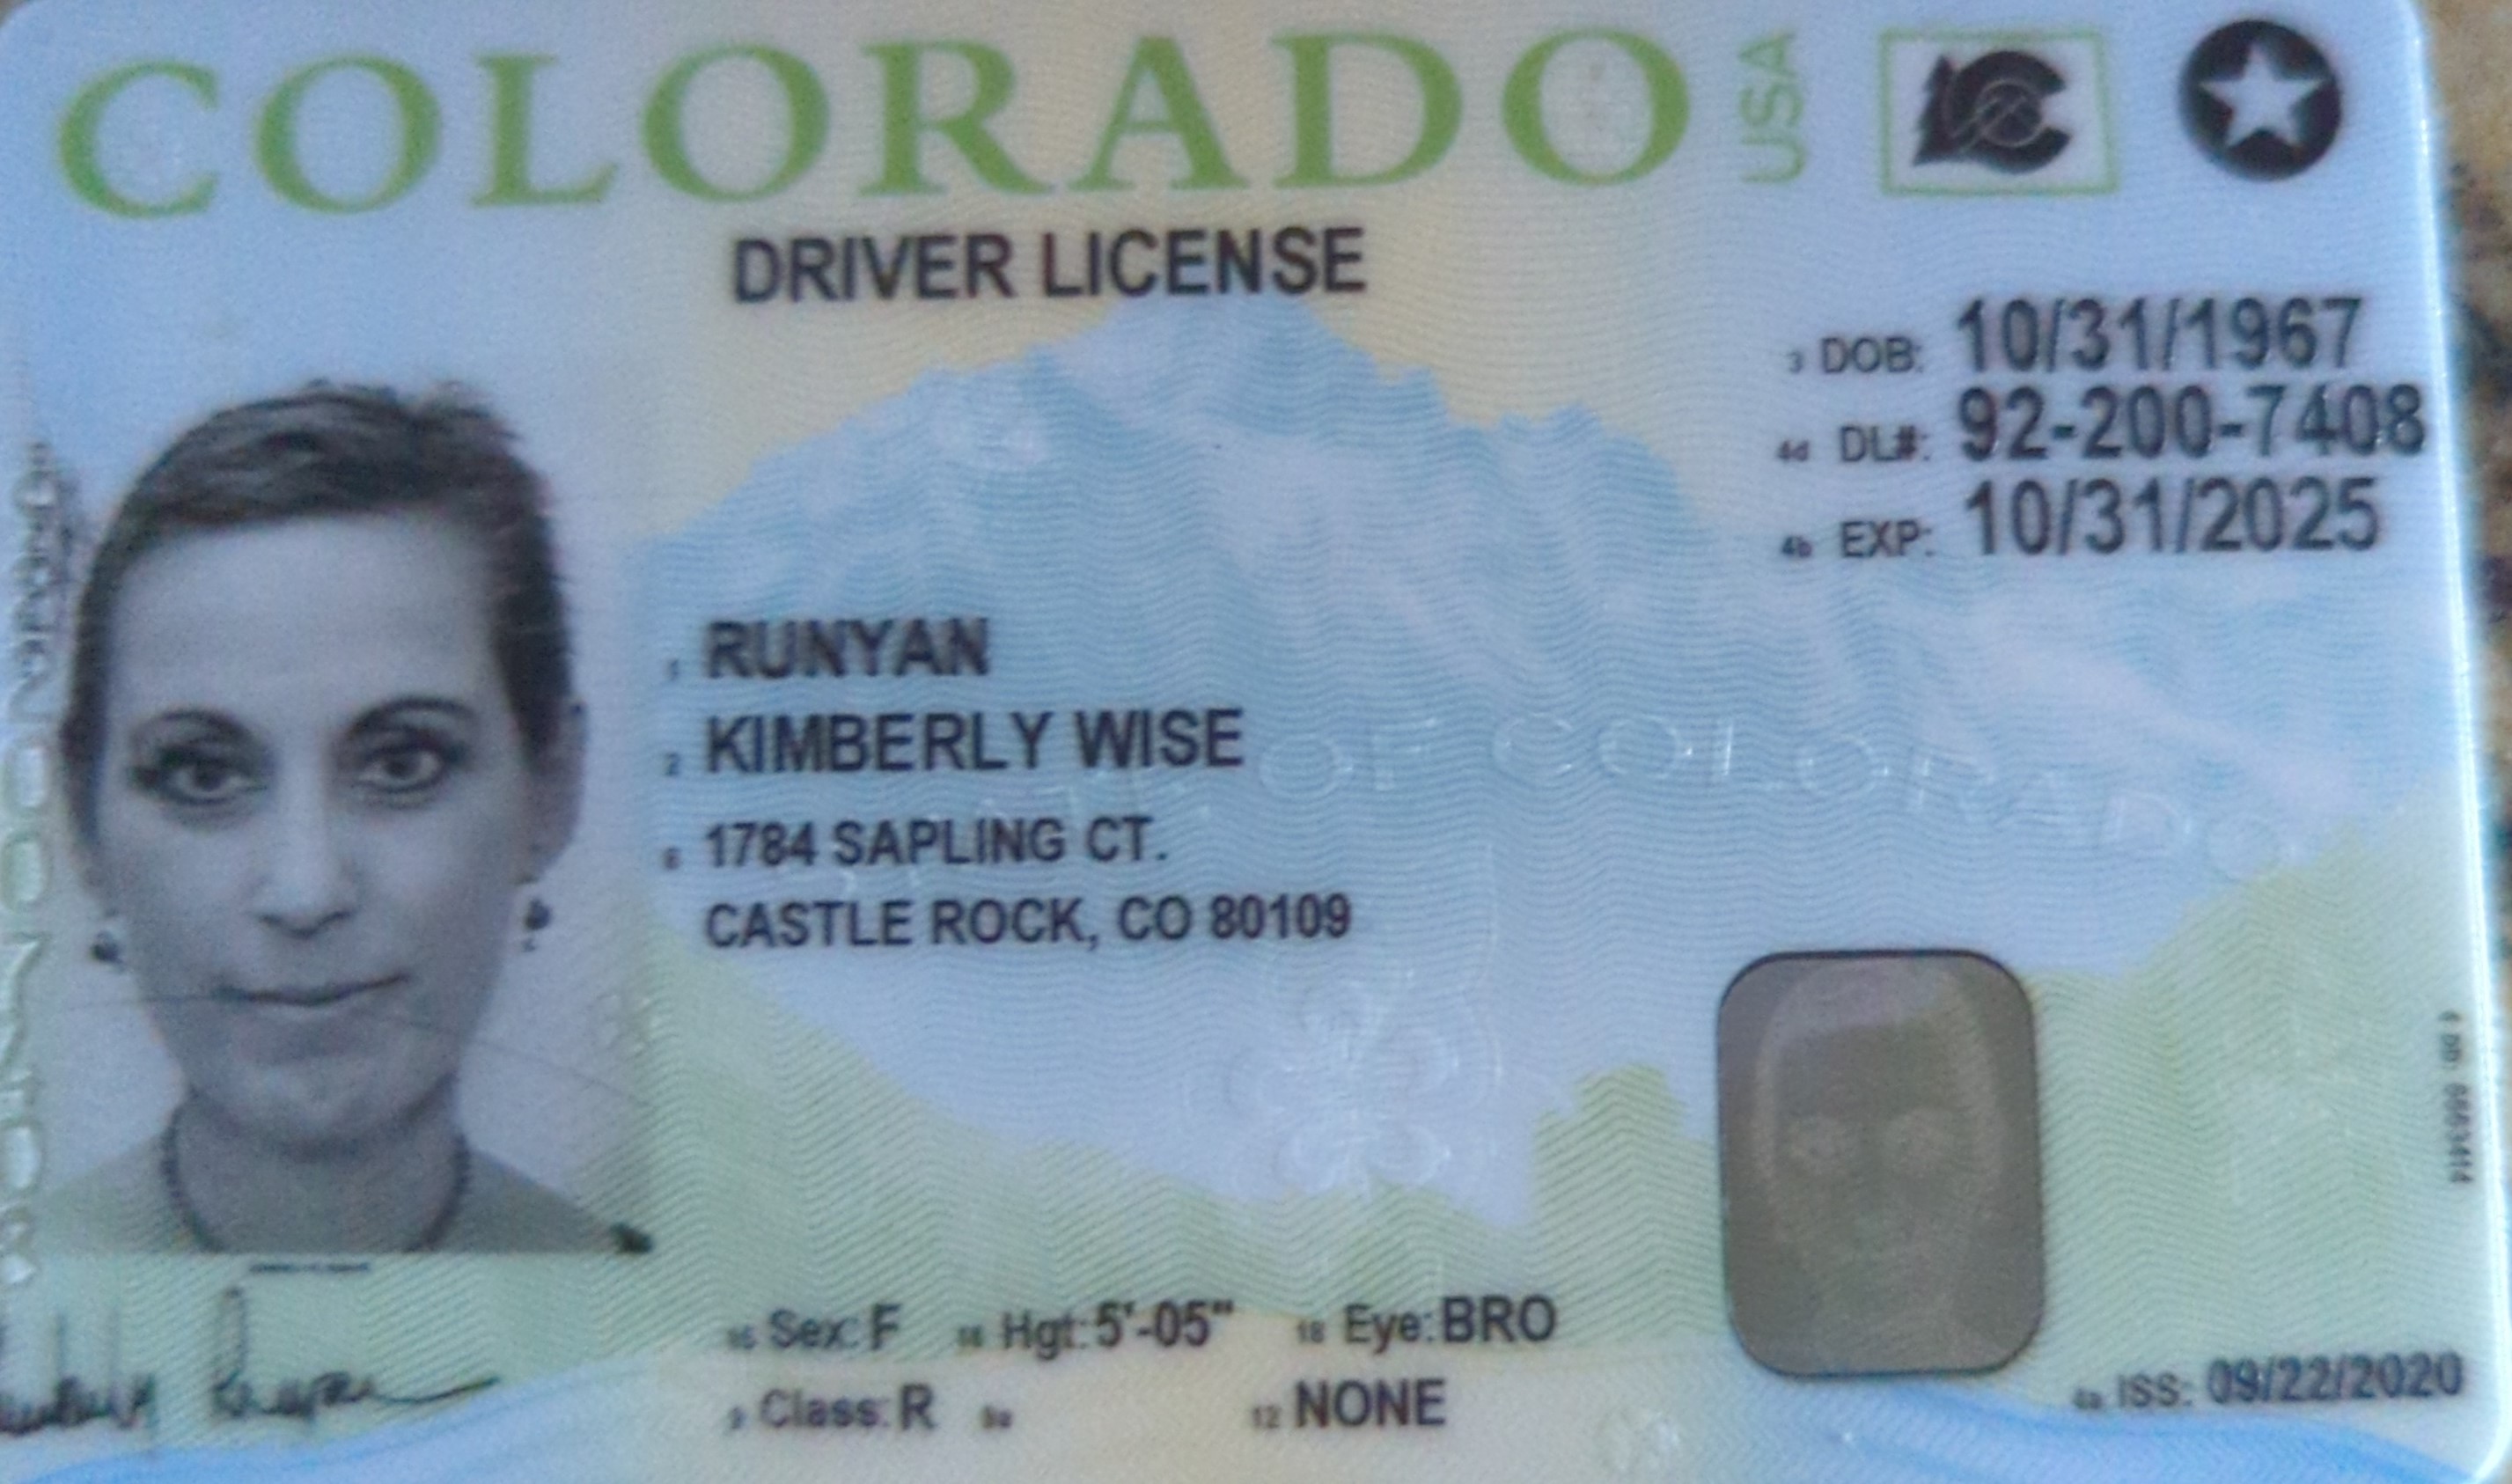 COLORADO USA
DRIVER LICENSE
3 DOB: 10/31/1967
4d DL#: 92-200-7408
4b EXP: 10/31/2025
1 RUNYAN
2 KIMBERLY WISE
8 1784 SAPLING CT.
CASTLE ROCK, CO 80109
STATE OF COLORADO
15 Sex: F 16 Hgt: 5'-05" 18 Eye: BRO
9 Class: R 9a 12 NONE
4a ISS: 09/22/2020